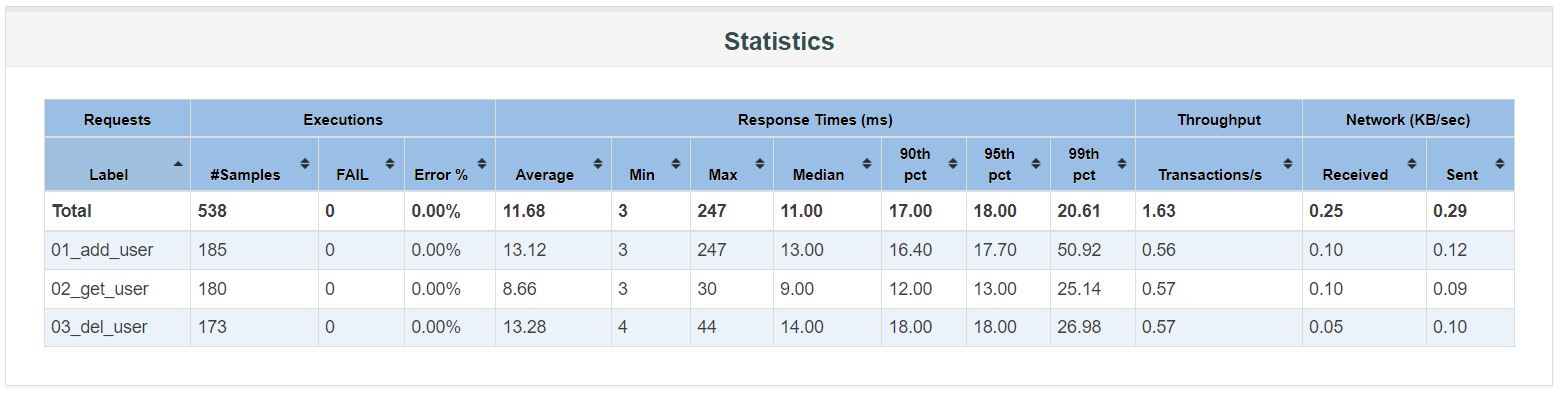 Statistics
Requests Executions Response Times (ms) Throughput Network (KB/sec)
Label #Samples FAIL Error % Average Min Max Median 90th pct 95th pct 99th pct Transactions/s Received Sent
Total 538 0 0.00% 11.68 3 247 11.00 17.00 18.00 20.61 1.63 0.25 0.29
01_add_user 185 0 0.00% 13.12 3 247 13.00 16.40 17.70 50.92 0.56 0.10 0.12
02_get_user 180 0 0.00% 8.66 3 30 9.00 12.00 13.00 25.14 0.57 0.10 0.09
03_del_user 173 0 0.00% 13.28 4 44 14.00 18.00 18.00 26.98 0.57 0.05 0.10